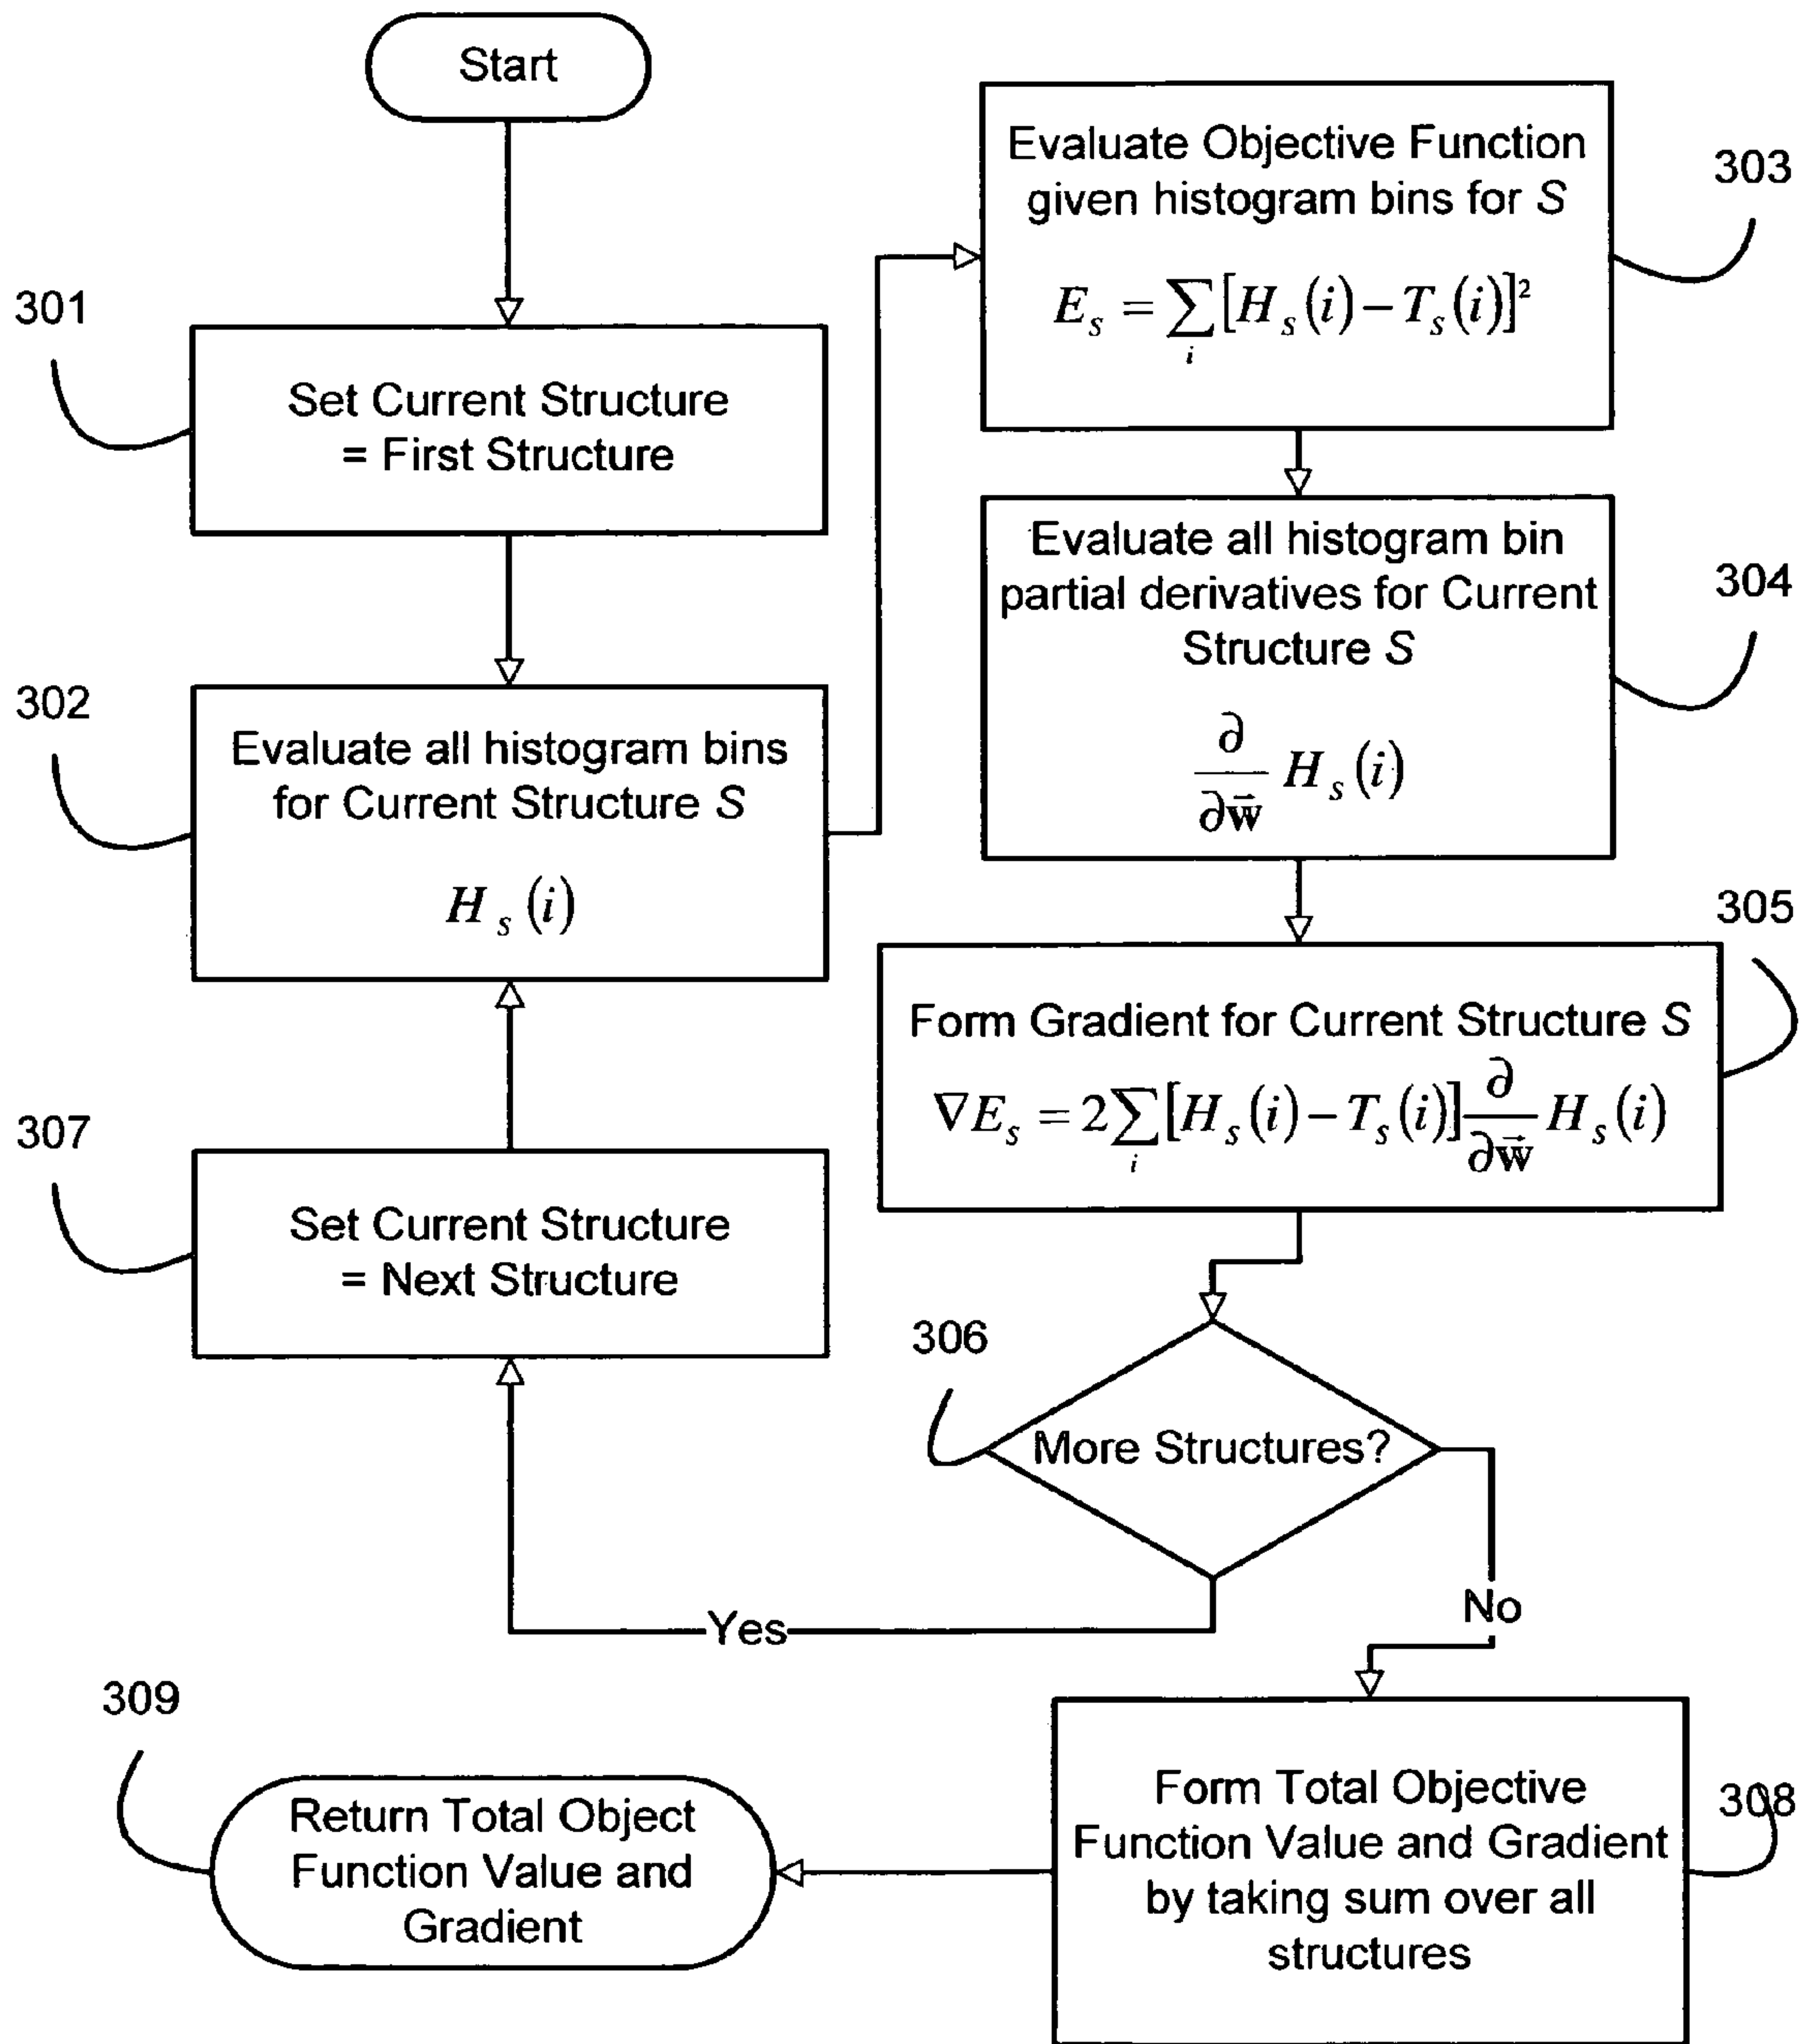 Start
301
Set Current Structure
= First Structure
302
Evaluate all histogram bins
for Current Structure S
H_s(i)
303
Evaluate Objective Function
given histogram bins for S
E_s = ∑_i [H_s(i) − T_s(i)]²
304
Evaluate all histogram bin
partial derivatives for Current
Structure S
∂/∂w⃗ H_s(i)
305
Form Gradient for Current Structure S
∇E_s = 2∑_i [H_s(i) − T_s(i)] ∂/∂w⃗ H_s(i)
306
More Structures?
Yes
No
307
Set Current Structure
= Next Structure
308
Form Total Objective
Function Value and Gradient
by taking sum over all
structures
309
Return Total Object
Function Value and
Gradient